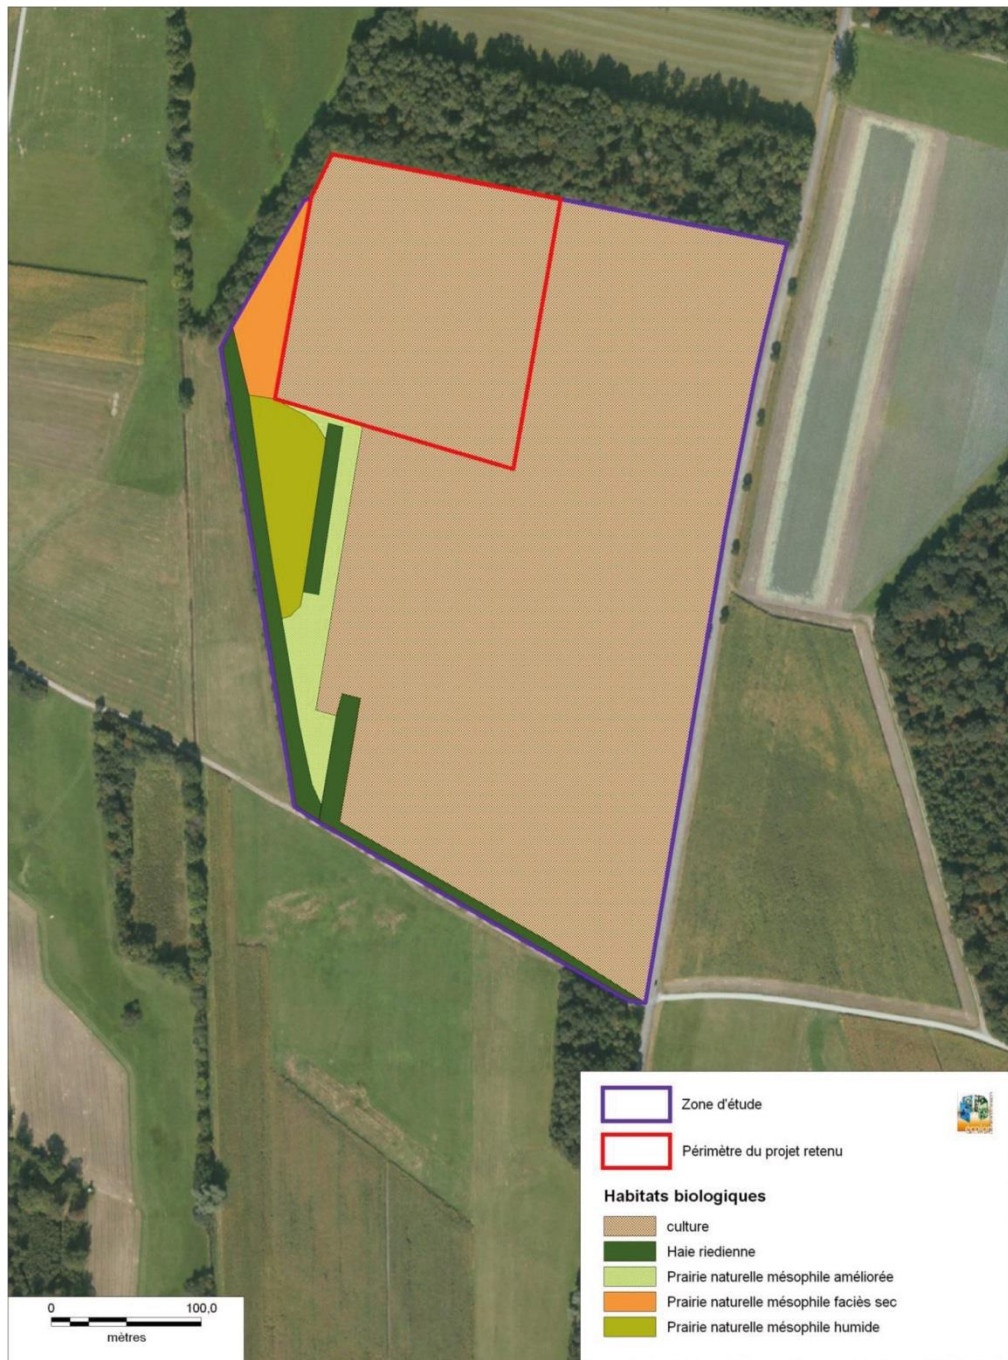 Zone d'étude
Périmètre du projet retenu
Habitats biologiques
culture
Haie riedienne
Prairie naturelle mésophile améliorée
Prairie naturelle mésophile faciès sec
Prairie naturelle mésophile humide
0 100,0
mètres